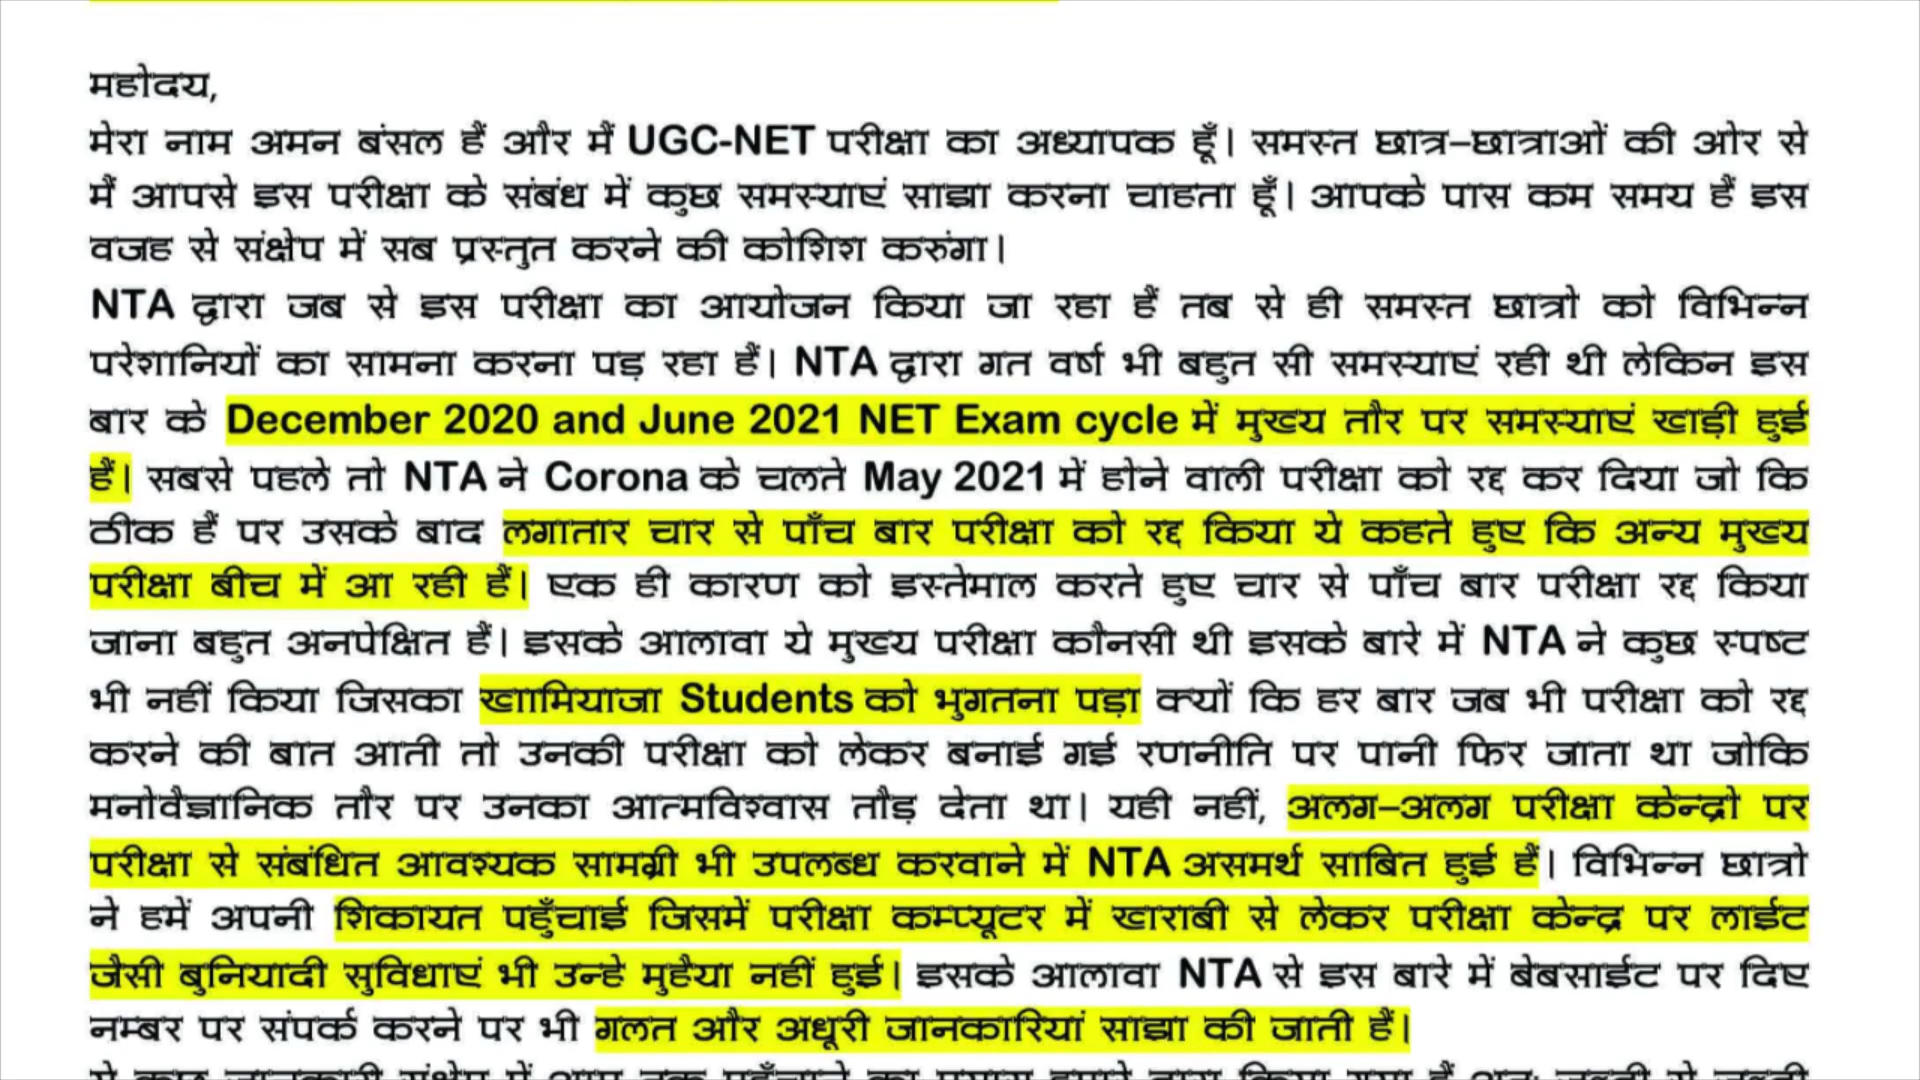 महोदय,
मेरा नाम अमन बंसल हैं और मैं UGC-NET परीक्षा का अध्यापक हूँ। समस्त छात्र–छात्राओं की ओर से
मैं आपसे इस परीक्षा के संबंध में कुछ समस्याएं साझा करना चाहता हूँ। आपके पास कम समय हैं इस
वजह से संक्षेप में सब प्रस्तुत करने की कोशिश करुंगा।
NTA द्वारा जब से इस परीक्षा का आयोजन किया जा रहा हैं तब से ही समस्त छात्रो को विभिन्न
परेशानियों का सामना करना पड़ रहा हैं। NTA द्वारा गत वर्ष भी बहुत सी समस्याएं रही थी लेकिन इस
बार के December 2020 and June 2021 NET Exam cycle में मुख्य तौर पर समस्याएं खाड़ी हुई
हैं। सबसे पहले तो NTA ने Corona के चलते May 2021 में होने वाली परीक्षा को रद्द कर दिया जो कि
ठीक हैं पर उसके बाद लगातार चार से पाँच बार परीक्षा को रद्द किया ये कहते हुए कि अन्य मुख्य
परीक्षा बीच में आ रही हैं। एक ही कारण को इस्तेमाल करते हुए चार से पाँच बार परीक्षा रद्द किया
जाना बहुत अनपेक्षित हैं। इसके आलावा ये मुख्य परीक्षा कौनसी थी इसके बारे में NTA ने कुछ स्पष्ट
भी नहीं किया जिसका खाामियाजा Students को भुगतना पड़ा क्यों कि हर बार जब भी परीक्षा को रद्द
करने की बात आती तो उनकी परीक्षा को लेकर बनाई गई रणनीति पर पानी फिर जाता था जोकि
मनोवैज्ञानिक तौर पर उनका आत्मविश्वास तौड़ देता था। यही नहीं, अलग–अलग परीक्षा केन्द्रो पर
परीक्षा से संबंधित आवश्यक सामग्री भी उपलब्ध करवाने में NTA असमर्थ साबित हुई हैं। विभिन्न छात्रो
ने हमें अपनी शिकायत पहुँचाई जिसमें परीक्षा कम्प्यूटर में खाराबी से लेकर परीक्षा केन्द्र पर लाईट
जैसी बुनियादी सुविधाएं भी उन्हे मुहैया नहीं हुई। इसके आलावा NTA से इस बारे में बेबसाईट पर दिए
नम्बर पर संपर्क करने पर भी गलत और अधूरी जानकारियां साझा की जाती हैं।